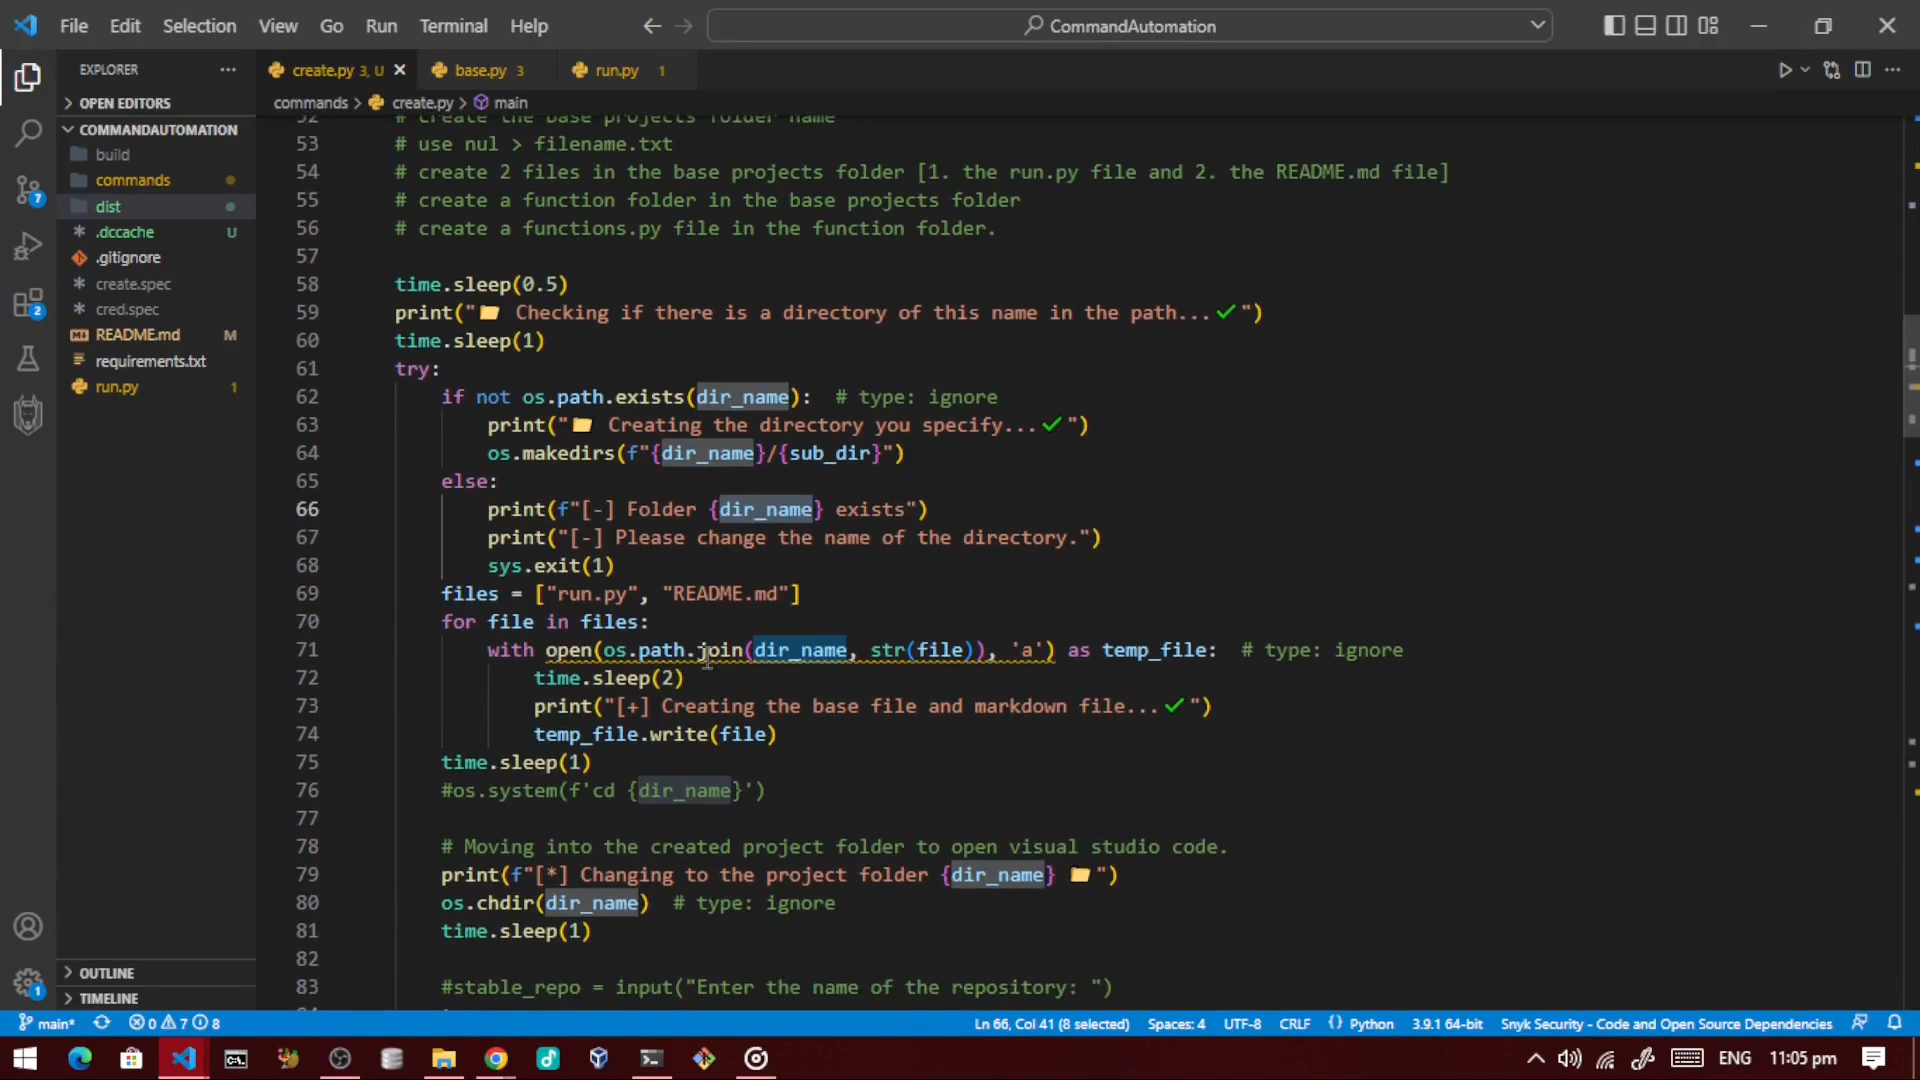 File Edit Selection View Go Run Terminal Help
CommandAutomation
EXPLORER
create.py 3, U
base.py 3
run.py 1
OPEN EDITORS
commands > create.py > main
COMMANDAUTOMATION
build
commands
dist
.dccache U
.gitignore
create.spec
cred.spec
README.md M
requirements.txt
run.py 1
OUTLINE
TIMELINE
7
2
1
52 # create the base projects folder name
53 # use nul > filename.txt
54 # create 2 files in the base projects folder [1. the run.py file and 2. the README.md file]
55 # create a function folder in the base projects folder
56 # create a functions.py file in the function folder.
57
58 time.sleep(0.5)
59 print("📁 Checking if there is a directory of this name in the path...✔")
60 time.sleep(1)
61 try:
62 if not os.path.exists(dir_name): # type: ignore
63 print("📁 Creating the directory you specify...✔")
64 os.makedirs(f"{dir_name}/{sub_dir}")
65 else:
66 print(f"[-] Folder {dir_name} exists")
67 print("[-] Please change the name of the directory.")
68 sys.exit(1)
69 files = ["run.py", "README.md"]
70 for file in files:
71 with open(os.path.join(dir_name, str(file)), 'a') as temp_file: # type: ignore
72 time.sleep(2)
73 print("[+] Creating the base file and markdown file...✔")
74 temp_file.write(file)
75 time.sleep(1)
76 #os.system(f'cd {dir_name}')
77
78 # Moving into the created project folder to open visual studio code.
79 print(f"[*] Changing to the project folder {dir_name} 📁")
80 os.chdir(dir_name) # type: ignore
81 time.sleep(1)
82
83 #stable_repo = input("Enter the name of the repository: ")
main* 0 7 8
Ln 66, Col 41 (8 selected) Spaces: 4 UTF-8 CRLF Python 3.9.1 64-bit Snyk Security - Code and Open Source Dependencies
ENG 11:05 pm